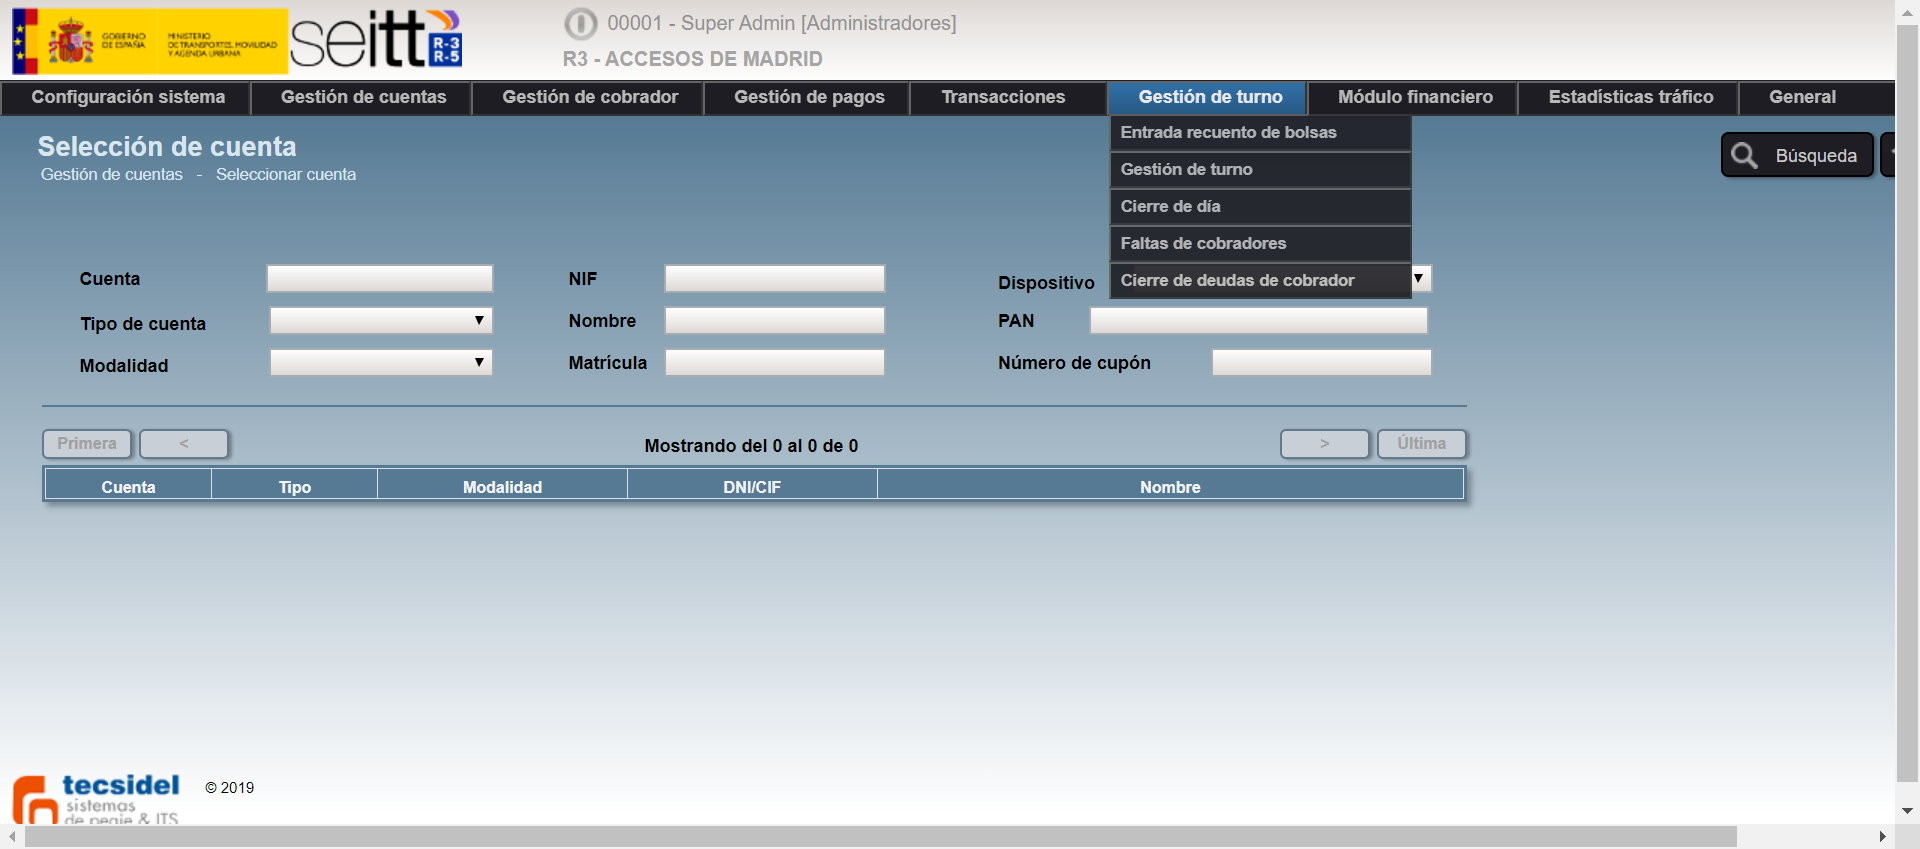 GOBIERNO DE ESPAÑA
MINISTERIO DE TRANSPORTES, MOVILIDAD Y AGENDA URBANA
seitt R-3 R-5
00001 - Super Admin [Administradores]
R3 - ACCESOS DE MADRID
Configuración sistema
Gestión de cuentas
Gestión de cobrador
Gestión de pagos
Transacciones
Gestión de turno
Módulo financiero
Estadísticas tráfico
General
Entrada recuento de bolsas
Gestión de turno
Cierre de día
Faltas de cobradores
Cierre de deudas de cobrador
Selección de cuenta
Gestión de cuentas - Seleccionar cuenta
Búsqueda
Cuenta
NIF
Dispositivo
Tipo de cuenta
Nombre
PAN
Modalidad
Matrícula
Número de cupón
Primera
<
Mostrando del 0 al 0 de 0
>
Última
Cuenta
Tipo
Modalidad
DNI/CIF
Nombre
tecsidel
sistemas
de peaje & ITS
© 2019